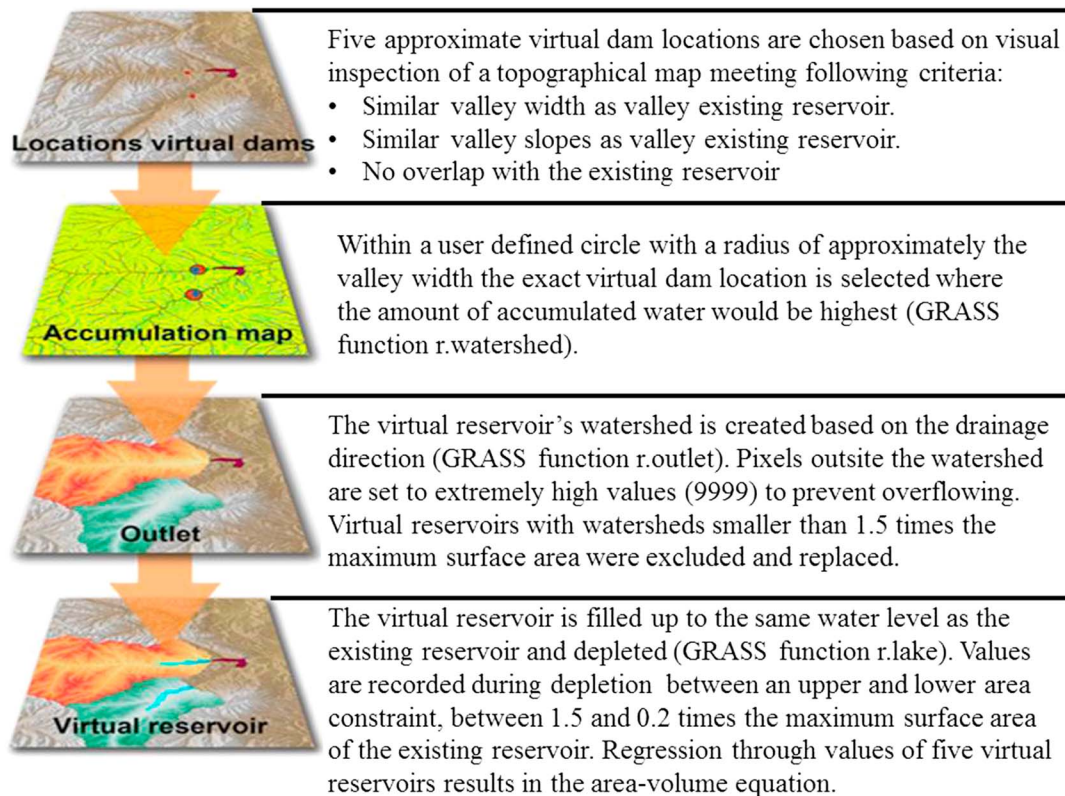 Five approximate virtual dam locations are chosen based on visual
inspection of a topographical map meeting following criteria:
• Similar valley width as valley existing reservoir.
• Similar valley slopes as valley existing reservoir.
• No overlap with the existing reservoir
Locations virtual dams
Within a user defined circle with a radius of approximately the
valley width the exact virtual dam location is selected where
the amount of accumulated water would be highest (GRASS
function r.watershed).
Accumulation map
The virtual reservoir's watershed is created based on the drainage
direction (GRASS function r.outlet). Pixels outsite the watershed
are set to extremely high values (9999) to prevent overflowing.
Virtual reservoirs with watersheds smaller than 1.5 times the
maximum surface area were excluded and replaced.
Outlet
The virtual reservoir is filled up to the same water level as the
existing reservoir and depleted (GRASS function r.lake). Values
are recorded during depletion between an upper and lower area
constraint, between 1.5 and 0.2 times the maximum surface area
of the existing reservoir. Regression through values of five virtual
reservoirs results in the area-volume equation.
Virtual reservoir